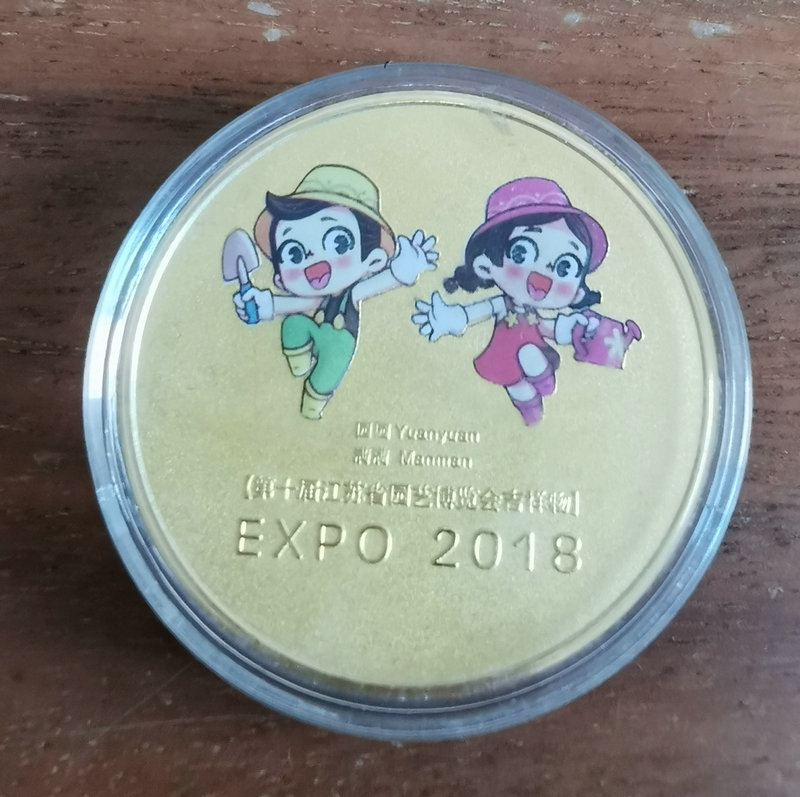 园园 Yuanyuan
满满 Manman
[第十届江苏省园艺博览会吉祥物]
EXPO 2018